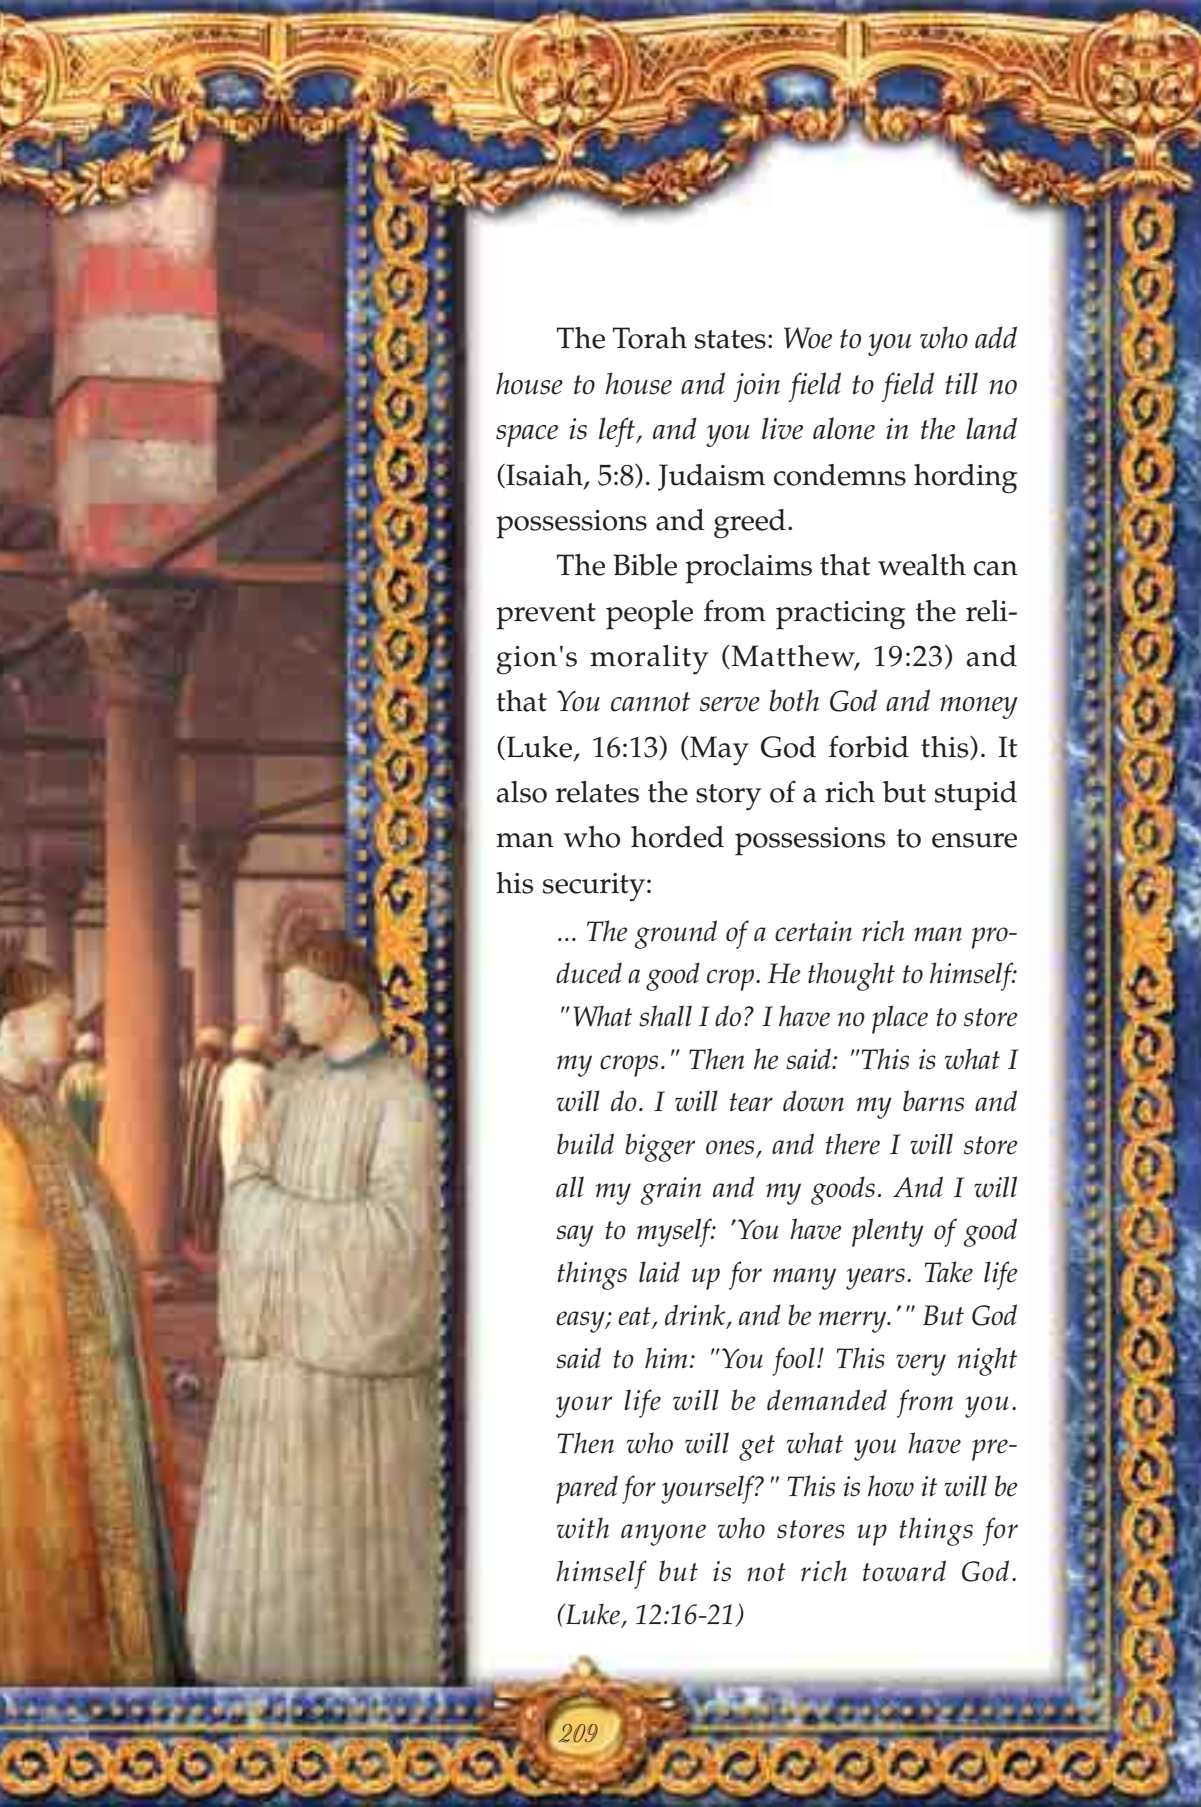 The Torah states: Woe to you who add
house to house and join field to field till no
space is left, and you live alone in the land
(Isaiah, 5:8). Judaism condemns hording
possessions and greed.
The Bible proclaims that wealth can
prevent people from practicing the reli-
gion's morality (Matthew, 19:23) and
that You cannot serve both God and money
(Luke, 16:13) (May God forbid this). It
also relates the story of a rich but stupid
man who horded possessions to ensure
his security:
... The ground of a certain rich man pro-
duced a good crop. He thought to himself:
"What shall I do? I have no place to store
my crops." Then he said: "This is what I
will do. I will tear down my barns and
build bigger ones, and there I will store
all my grain and my goods. And I will
say to myself: 'You have plenty of good
things laid up for many years. Take life
easy; eat, drink, and be merry.'" But God
said to him: "You fool! This very night
your life will be demanded from you.
Then who will get what you have pre-
pared for yourself?" This is how it will be
with anyone who stores up things for
himself but is not rich toward God.
(Luke, 12:16-21)
209